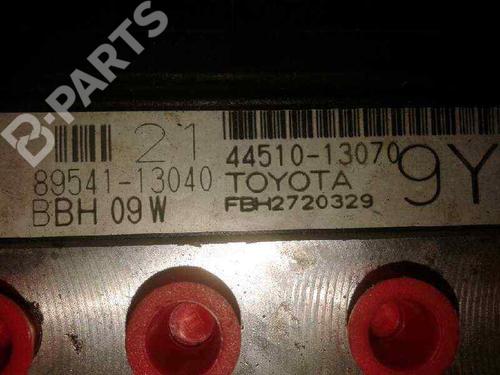 B-PARTS
21
44510-13070
89541-13040
TOYOTA
9Y
BBH 09W
FBH2720329